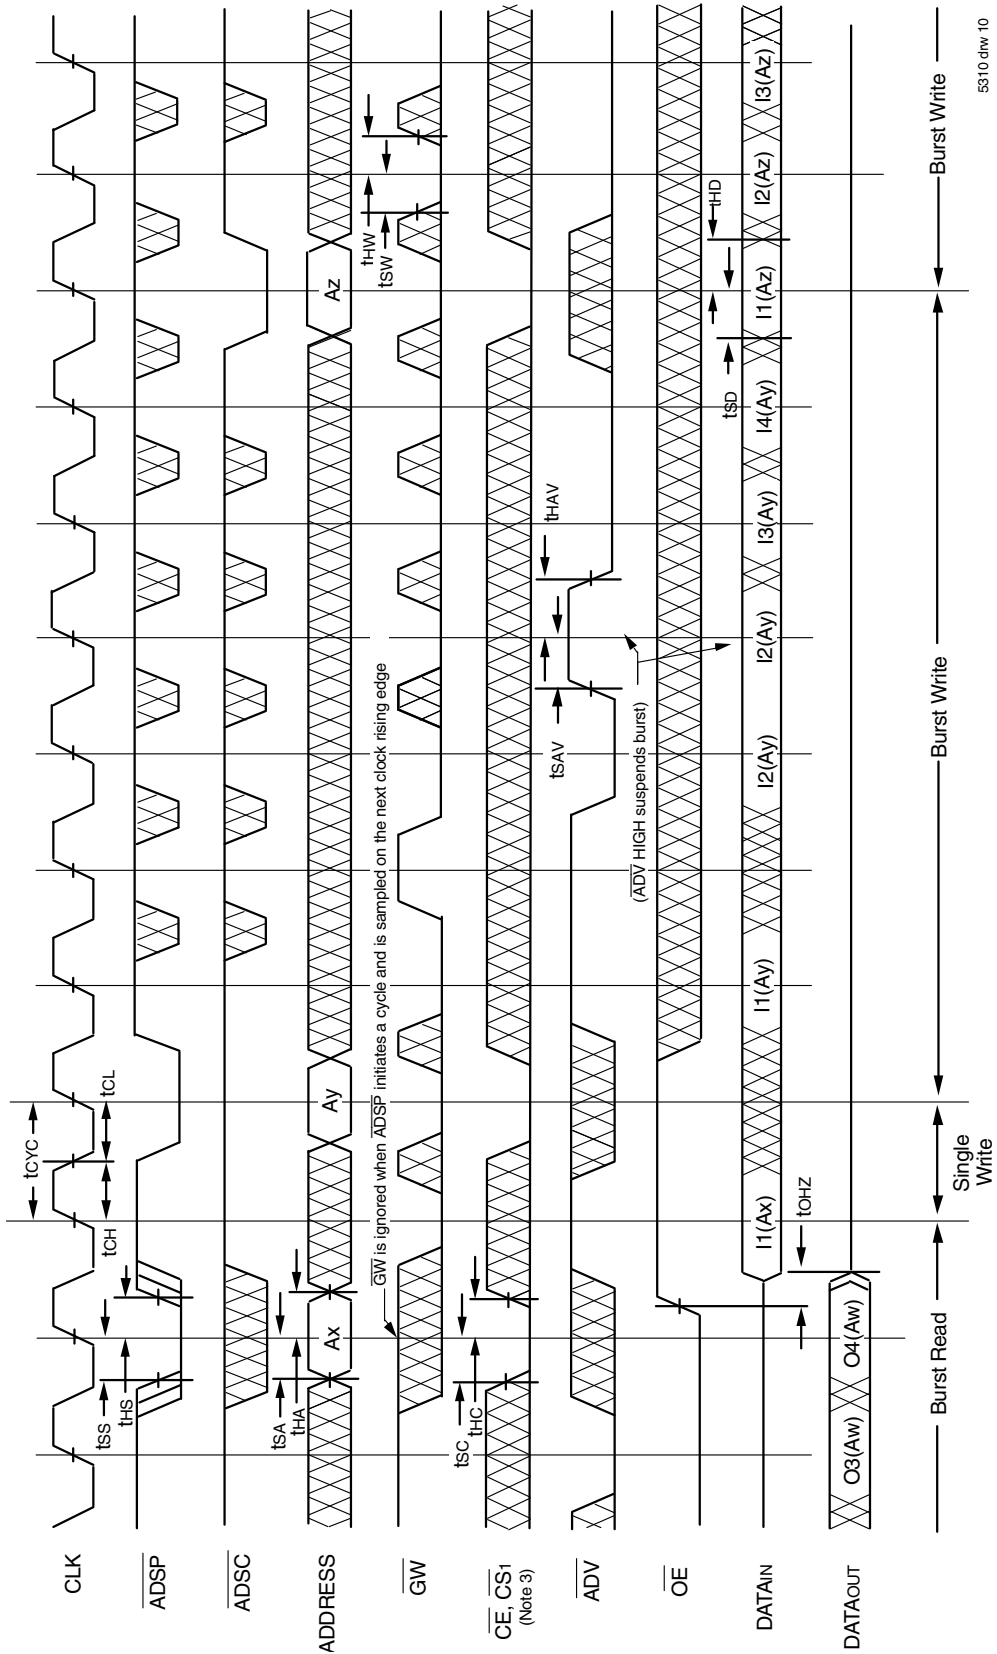 CLK
tCYC
tCH
tCL
ADSP
tSS
tHS
ADSC
ADDRESS
Ax
Ay
Az
tSA
tHA
GW
tHW
tSW
GW is ignored when ADSP initiates a cycle and is sampled on the next clock rising edge
CE, CS1
(Note 3)
tSC
tHC
ADV
tSAV
tHAV
(ADV HIGH suspends burst)
OE
DATAIN
I1(Ax)
I1(Ay)
I2(Ay)
I2(Ay)
I3(Ay)
I4(Ay)
I1(Az)
I2(Az)
I3(Az)
tSD
tHD
tOHZ
DATAOUT
O3(Aw)
O4(Aw)
Burst Read
Single
Write
Burst Write
Burst Write
5310 drw 10